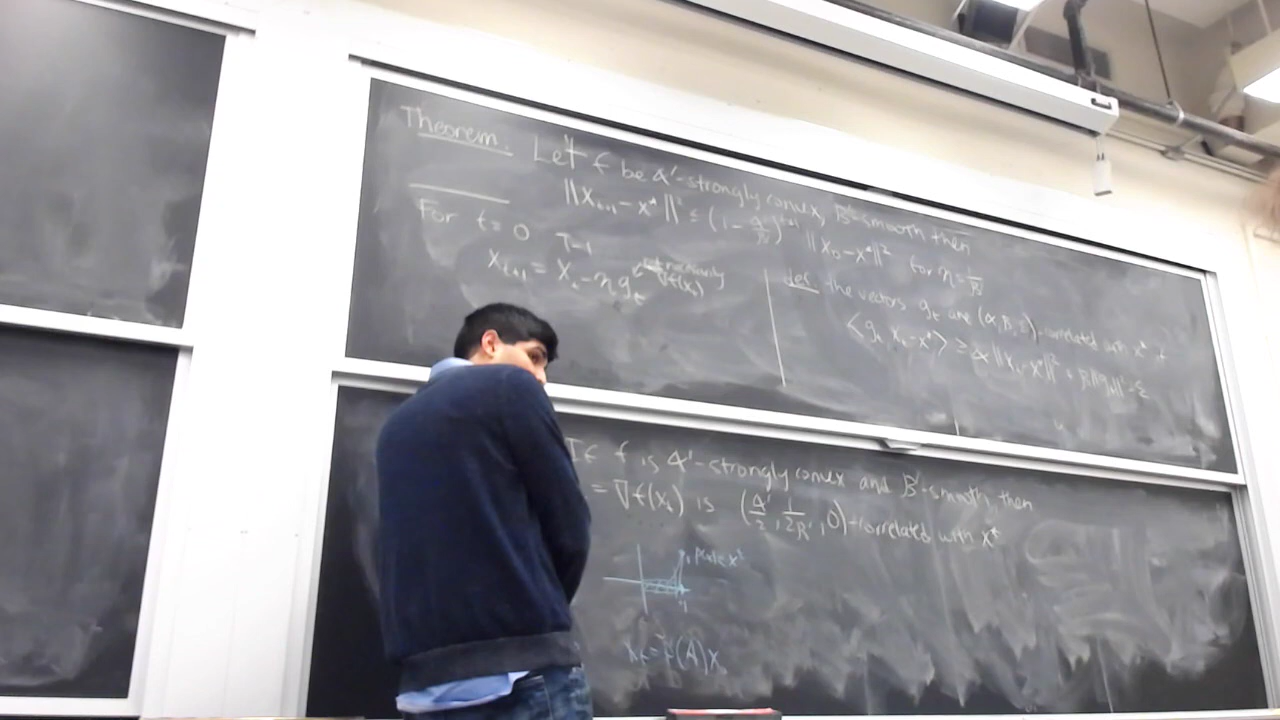 Theorem. Let f be α'-strongly convex, β'-smooth then
||x_{t+1} - x*||² ≤ (1 - α'/β')^{t+1} ||x_0 - x*||² for η = 1/β'
For t=0 T-1
x_{t+1} = x_t - η g_t ∇f(x_t)
def. the vectors g_t are (α, β, ε)-correlated with x* if
<g_t, x_t - x*> ≥ α||x_t - x*||² + β||g_t||² - ε
If f is α'-strongly convex and β'-smooth, then
= ∇f(x_t) is (α'/2, 1/2β', 0)-correlated with x*